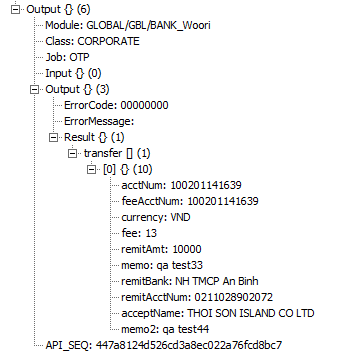 Output {} (6)
Module: GLOBAL/GBL/BANK_Woori
Class: CORPORATE
Job: OTP
Input {} (0)
Output {} (3)
ErrorCode: 00000000
ErrorMessage:
Result {} (1)
transfer [] (1)
[0] {} (10)
acctNum: 100201141639
feeAcctNum: 100201141639
currency: VND
fee: 13
remitAmt: 10000
memo: qa test33
remitBank: NH TMCP An Binh
remitAcctNum: 0211028902072
acceptName: THOI SON ISLAND CO LTD
memo2: qa test44
API_SEQ: 447a8124d526cd3a8ec022a76fcd8bc7